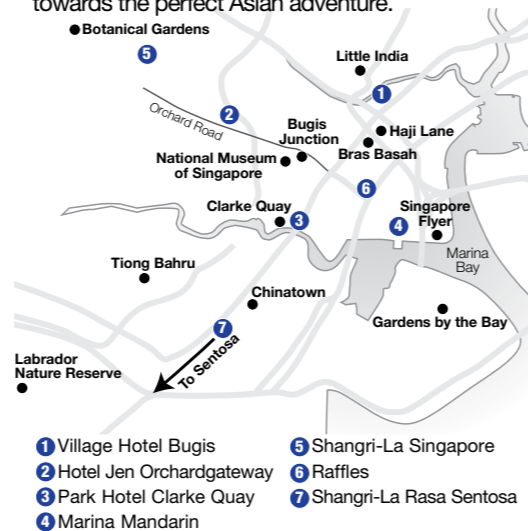 towards the perfect Asian adventure.
Botanical Gardens
5
Little India
1
Orchard Road
2
Bugis
Junction
Haji Lane
Bras Basah
National Museum
of Singapore
6
Clarke Quay
3
Singapore
Flyer
4
Marina
Bay
Tiong Bahru
Chinatown
Gardens by the Bay
7
To Sentosa
Labrador
Nature Reserve
1 Village Hotel Bugis
2 Hotel Jen Orchardgateway
3 Park Hotel Clarke Quay
4 Marina Mandarin
5 Shangri-La Singapore
6 Raffles
7 Shangri-La Rasa Sentosa